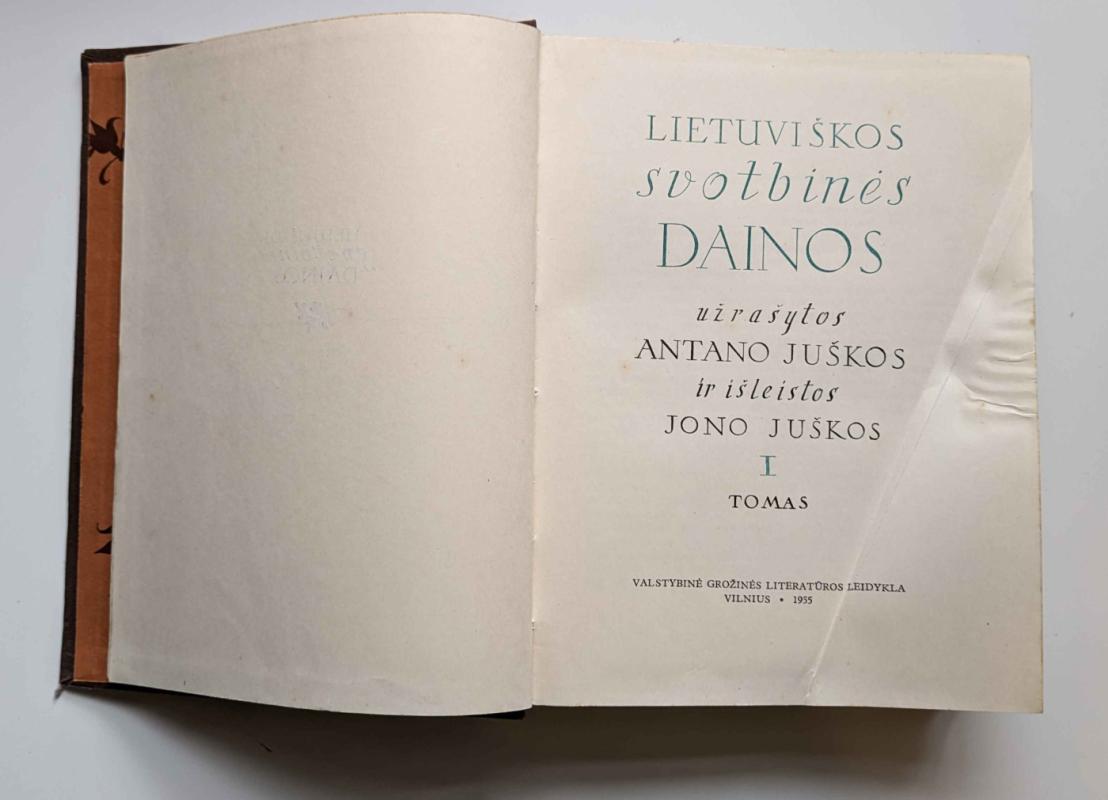 LIETUVIŠKOS
svotbinės
DAINOS
užrašytos
ANTANO JUŠKOS
ir išleistos
JONO JUŠKOS
I
TOMAS
VALSTYBINĖ GROŽINĖS LITERATŪROS LEIDYKLA
VILNIUS • 1955